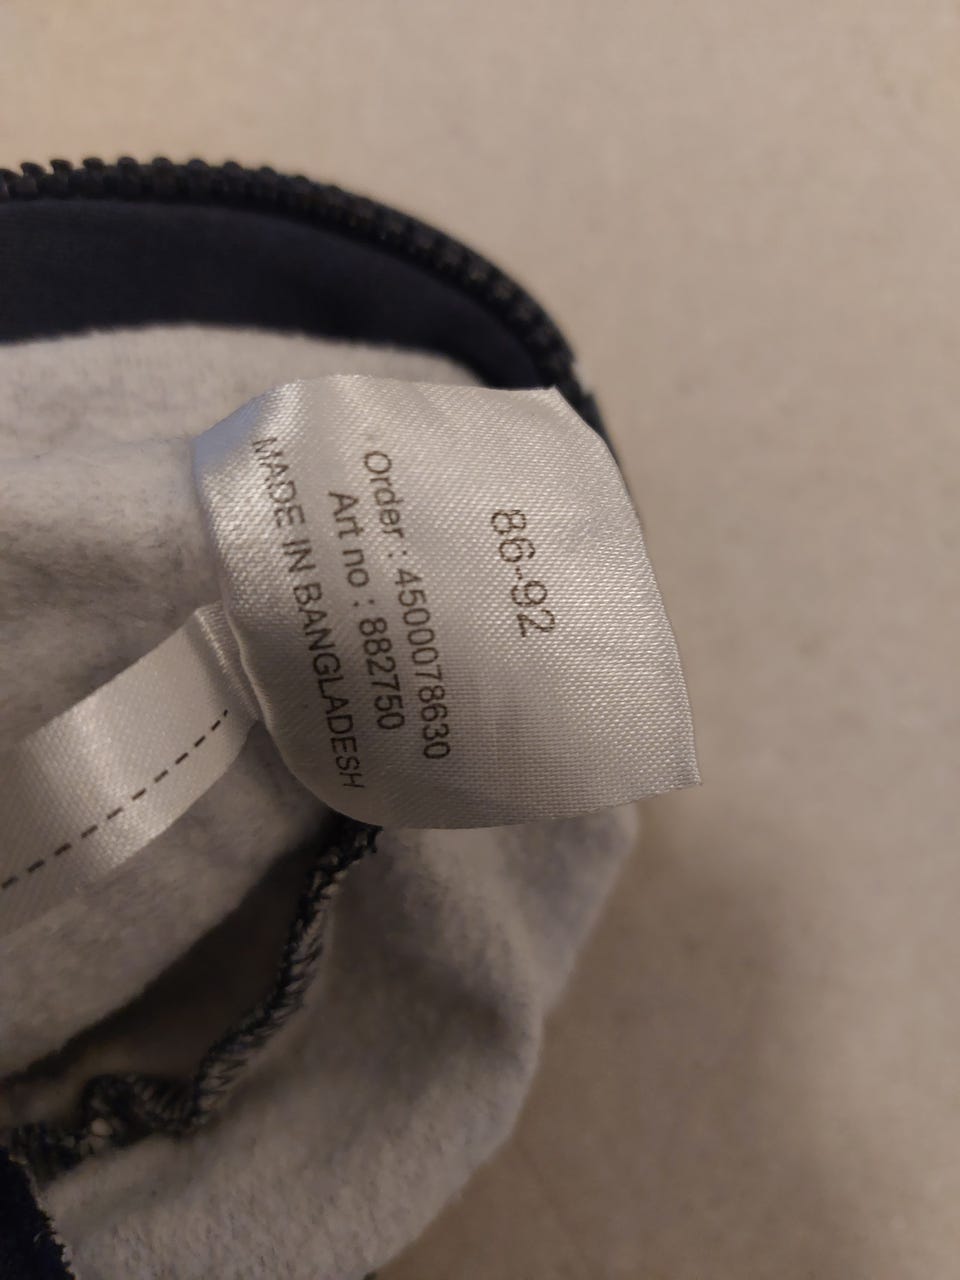 86-92
Order : 4500078630
Art no : 882750
MADE IN BANGLADESH